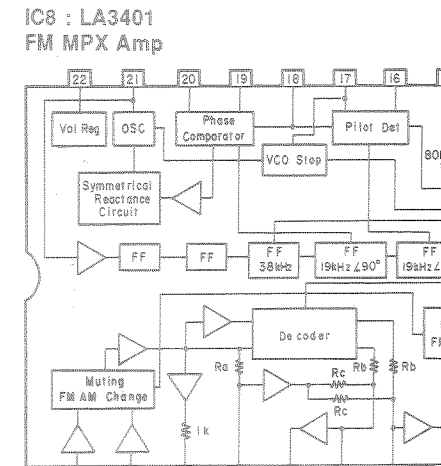 IC8 : LA3401
FM MPX Amp
22
21
20
19
18
17
16
Vol Reg
OSC
Phase
Comparator
Pilot Det
VCO Stop
80k
Symmetrical
Reactance
Circuit
FF
FF
FF
38kHz
FF
19kHz ∠90°
FF
19kHz ∠
Decoder
Ra
Rc
Rb
Rb
Rc
Muting
FM AM Change
1k